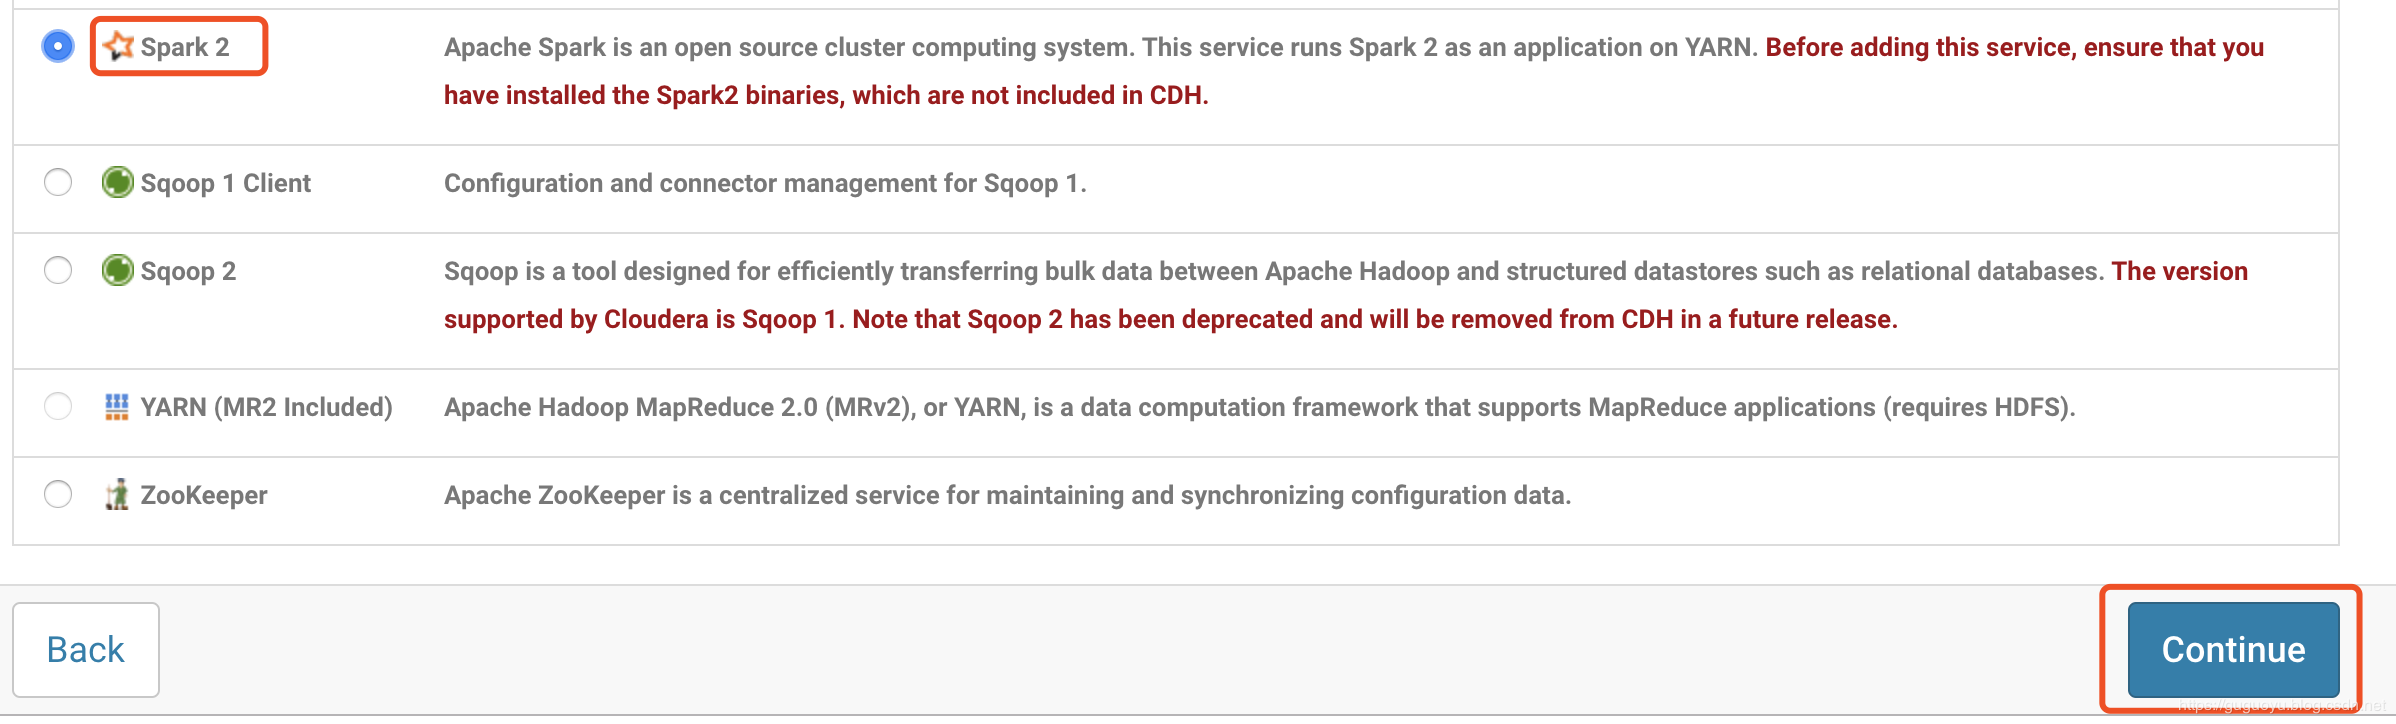 Spark 2
Apache Spark is an open source cluster computing system. This service runs Spark 2 as an application on YARN. Before adding this service, ensure that you
have installed the Spark2 binaries, which are not included in CDH.
Sqoop 1 Client
Configuration and connector management for Sqoop 1.
Sqoop 2
Sqoop is a tool designed for efficiently transferring bulk data between Apache Hadoop and structured datastores such as relational databases. The version
supported by Cloudera is Sqoop 1. Note that Sqoop 2 has been deprecated and will be removed from CDH in a future release.
YARN (MR2 Included)
Apache Hadoop MapReduce 2.0 (MRv2), or YARN, is a data computation framework that supports MapReduce applications (requires HDFS).
ZooKeeper
Apache ZooKeeper is a centralized service for maintaining and synchronizing configuration data.
Back
Continue
https://guguoyu.blog.csdn.net